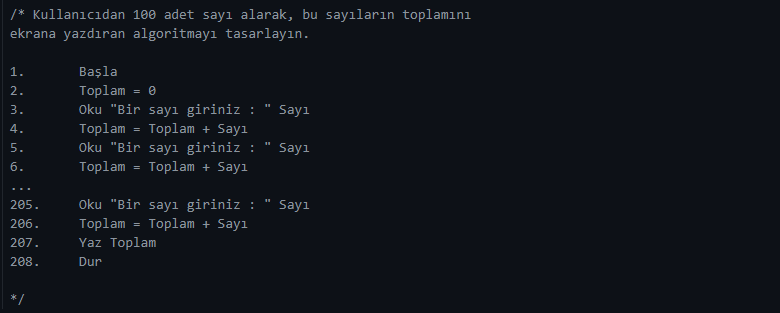 /* Kullanıcıdan 100 adet sayı alarak, bu sayıların toplamını
ekrana yazdıran algoritmayı tasarlayın.
1. Başla
2. Toplam = 0
3. Oku "Bir sayı giriniz : " Sayı
4. Toplam = Toplam + Sayı
5. Oku "Bir sayı giriniz : " Sayı
6. Toplam = Toplam + Sayı
...
205. Oku "Bir sayı giriniz : " Sayı
206. Toplam = Toplam + Sayı
207. Yaz Toplam
208. Dur
*/